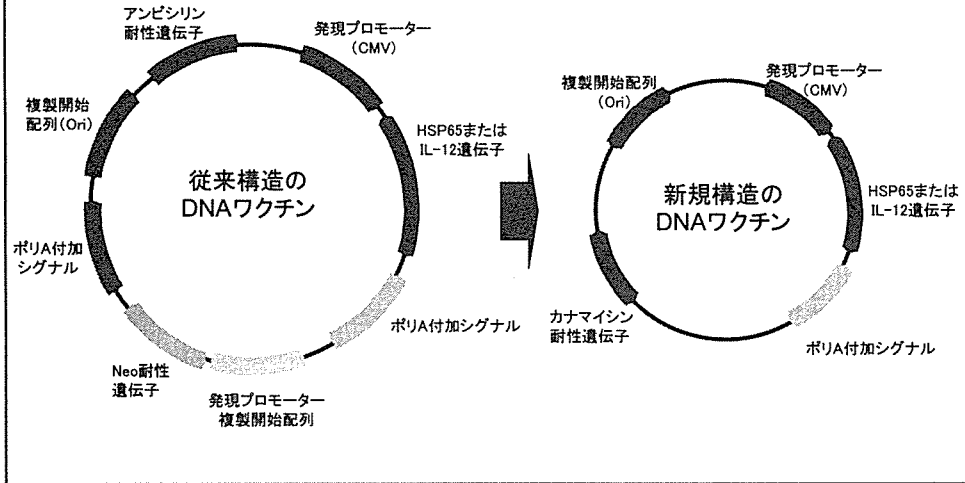 アンピシリン
耐性遺伝子
発現プロモーター
(CMV)
複製開始
配列(Ori)
HSP65または
IL-12遺伝子
従来構造の
DNAワクチン
ポリA付加
シグナル
ポリA付加シグナル
Neo耐性
遺伝子
発現プロモーター
複製開始配列
複製開始配列
(Ori)
発現プロモーター
(CMV)
HSP65または
IL-12遺伝子
新規構造の
DNAワクチン
カナマイシン
耐性遺伝子
ポリA付加シグナル